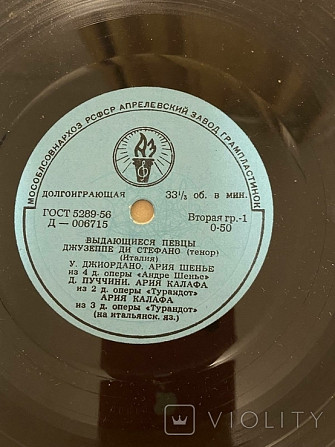 МОСОБЛСОВНАРХОЗ РСФСР АПРЕЛЕВСКИЙ ЗАВОД ГРАМПЛАСТИНОК
АЗ
ДОЛГОИГРАЮЩАЯ 33⅓ об. в мин.
ГОСТ 5289-56 Вторая гр.-1
Д — 006715 0-50
ВЫДАЮЩИЕСЯ ПЕВЦЫ
ДЖУЗЕППЕ ДИ СТЕФАНО (тенор)
(Италия)
У. ДЖИОРДАНО, АРИЯ ШЕНЬЕ
из 4 д. оперы «Андре Шенье»
Д. ПУЧЧИНИ. АРИЯ КАЛАФА
из 2 д. оперы «Турандот»
АРИЯ КАЛАФА
из 3 д. оперы «Турандот»
(на итальянск. яз.)
VIOLITY